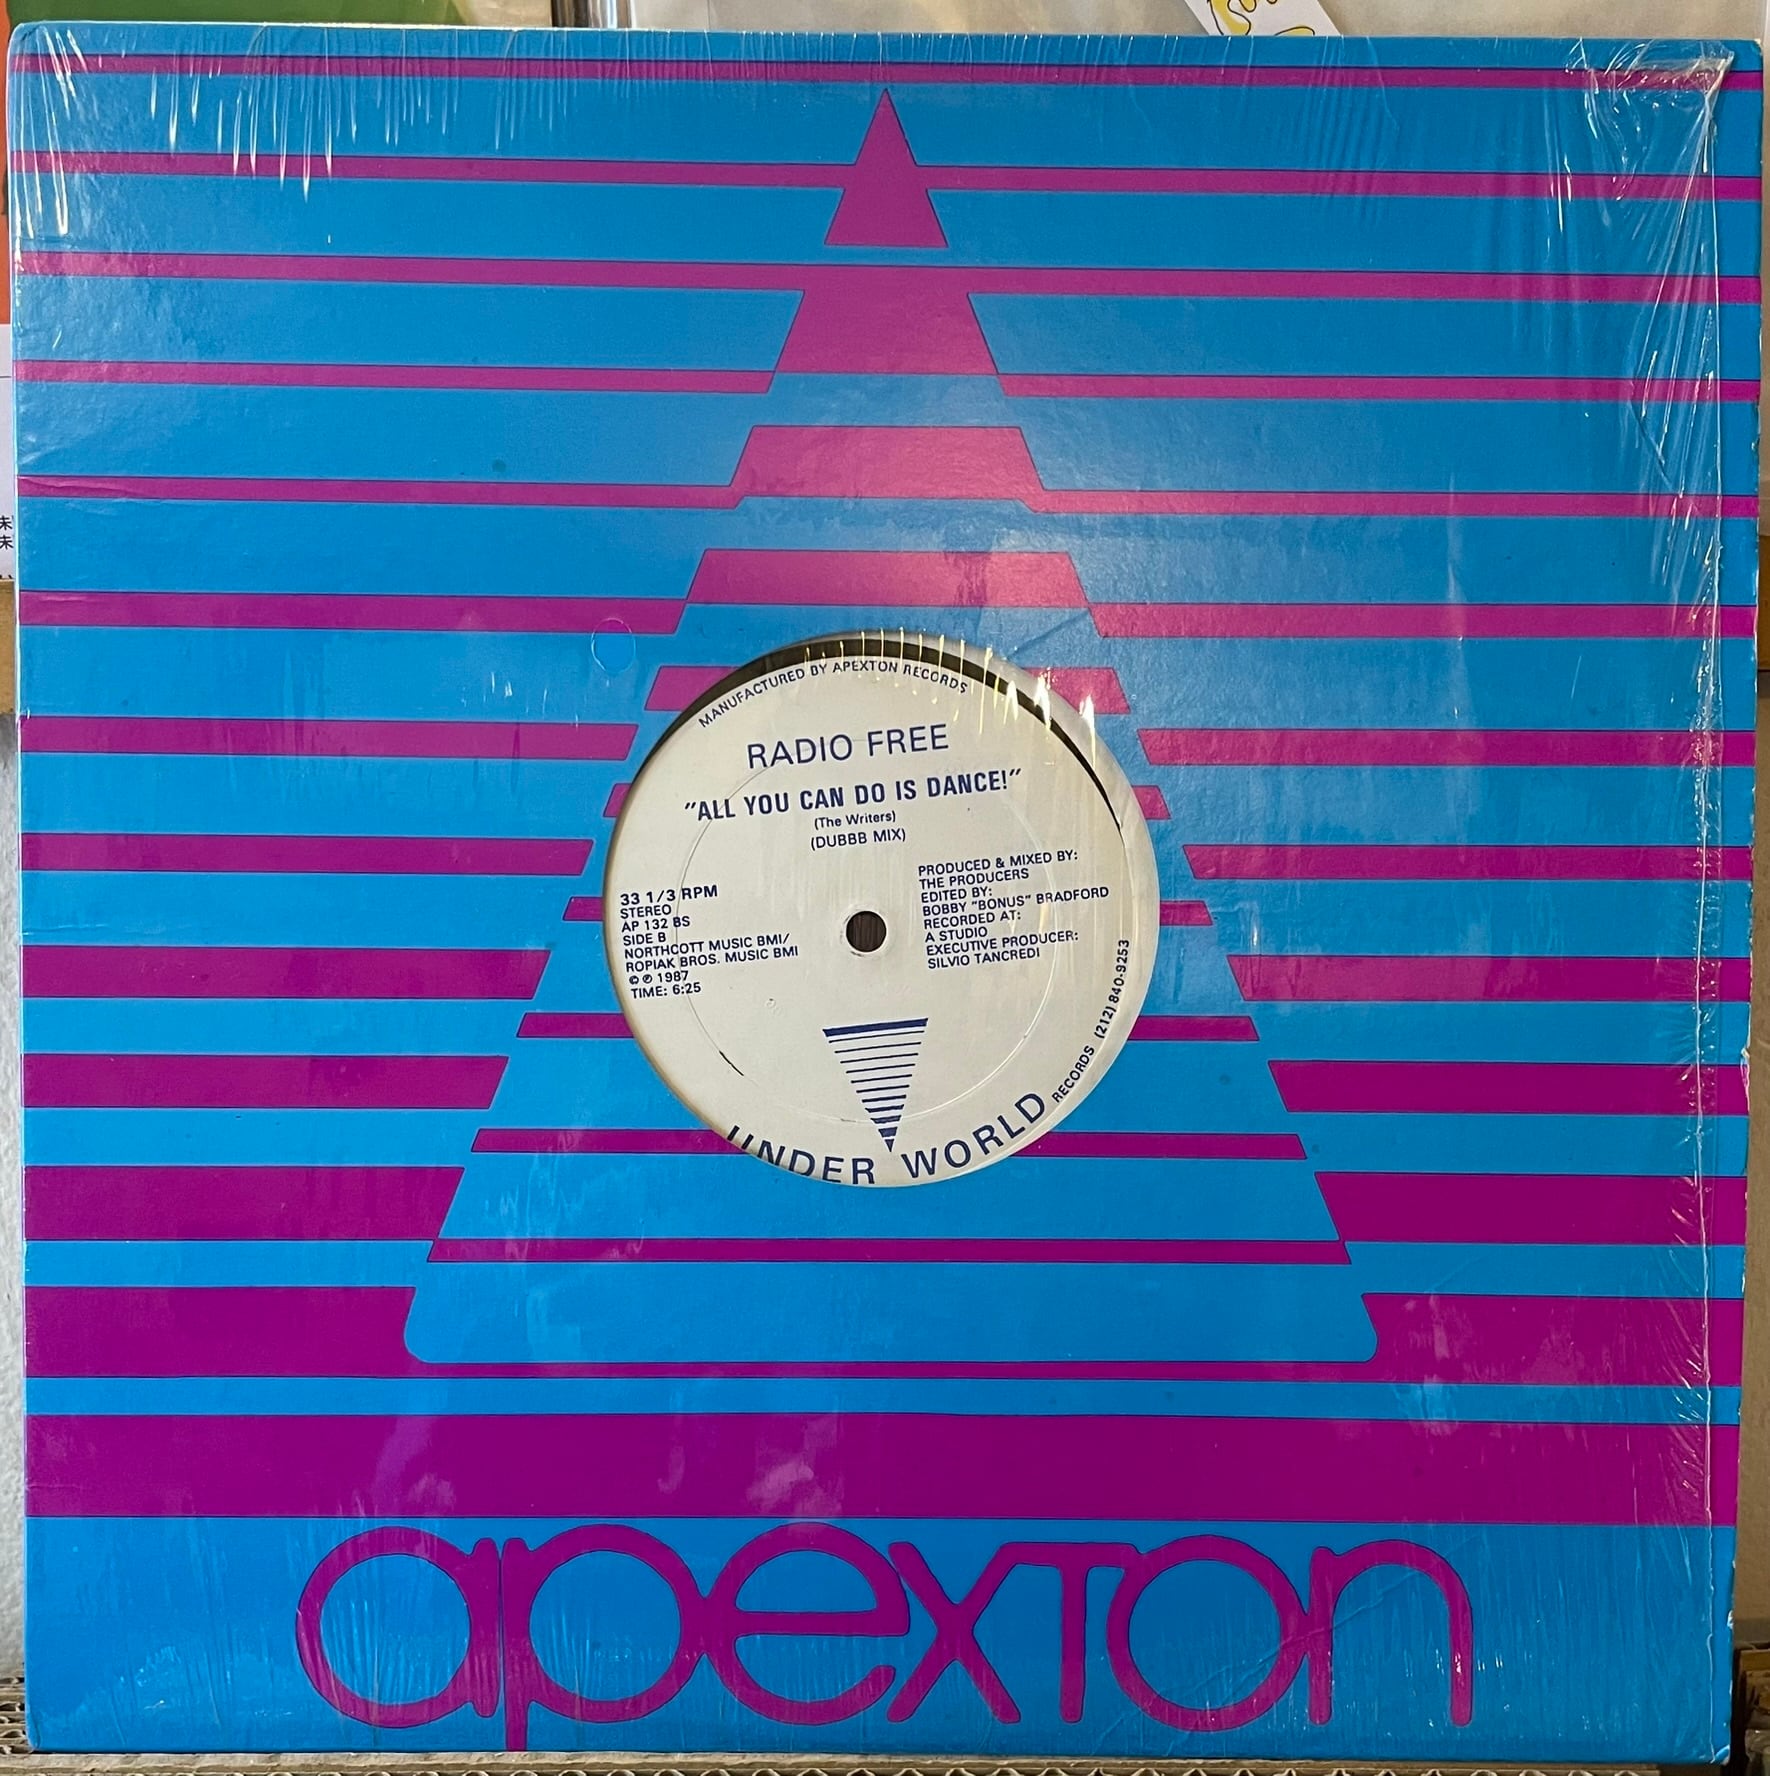 MANUFACTURED BY APEXTON RECORDS
RADIO FREE
"ALL YOU CAN DO IS DANCE!"
(The Writers)
(DUBBB MIX)
33 1/3 RPM
STEREO
AP 132 BS
SIDE B
NORTHCOTT MUSIC BMI/
ROPIAK BROS. MUSIC BMI
© ℗ 1987
TIME: 6:25
PRODUCED & MIXED BY:
THE PRODUCERS
EDITED BY:
BOBBY "BONUS" BRADFORD
RECORDED AT:
A STUDIO
EXECUTIVE PRODUCER:
SILVIO TANCREDI
UNDER WORLD RECORDS (212) 840-9253
apexton
未
未